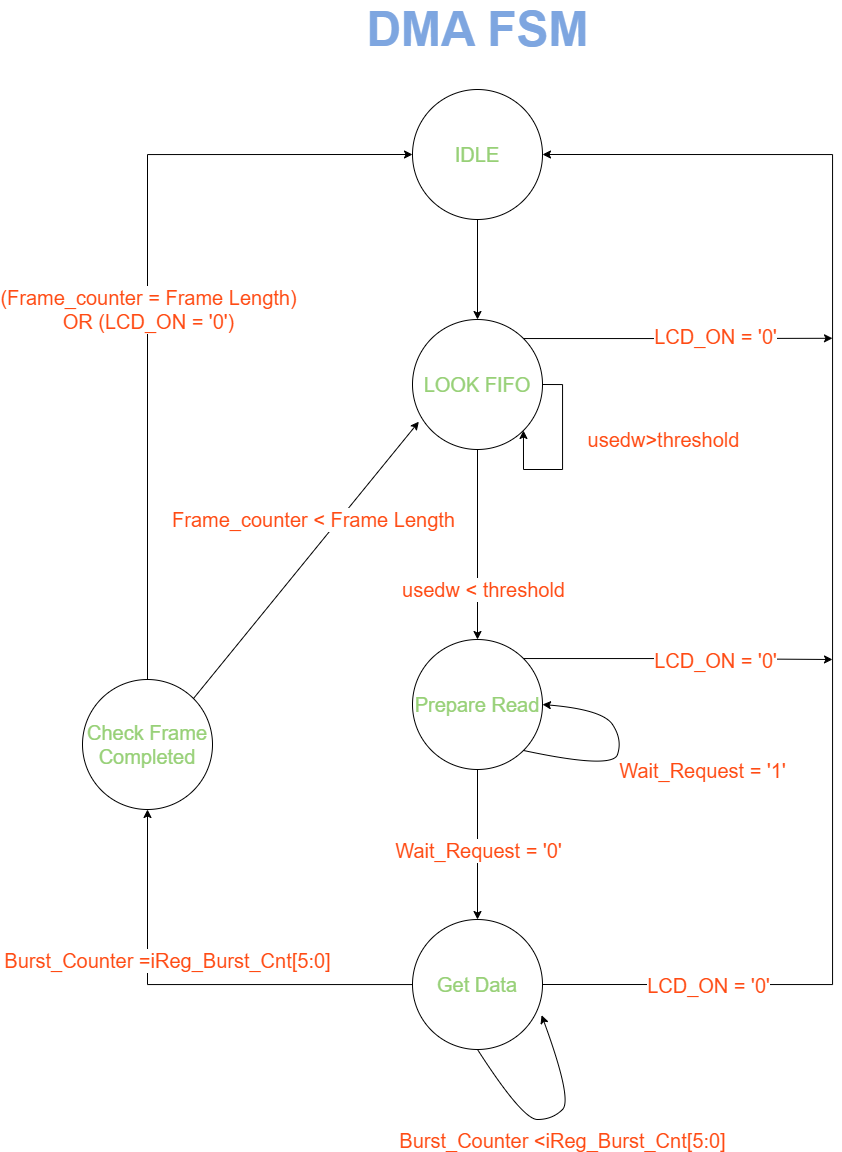 DMA FSM
IDLE
(Frame_counter = Frame Length)
OR (LCD_ON = '0')
LCD_ON = '0'
LOOK FIFO
usedw>threshold
Frame_counter < Frame Length
usedw < threshold
LCD_ON = '0'
Prepare Read
Check Frame
Completed
Wait_Request = '1'
Wait_Request = '0'
Burst_Counter =iReg_Burst_Cnt[5:0]
Get Data
LCD_ON = '0'
Burst_Counter <iReg_Burst_Cnt[5:0]